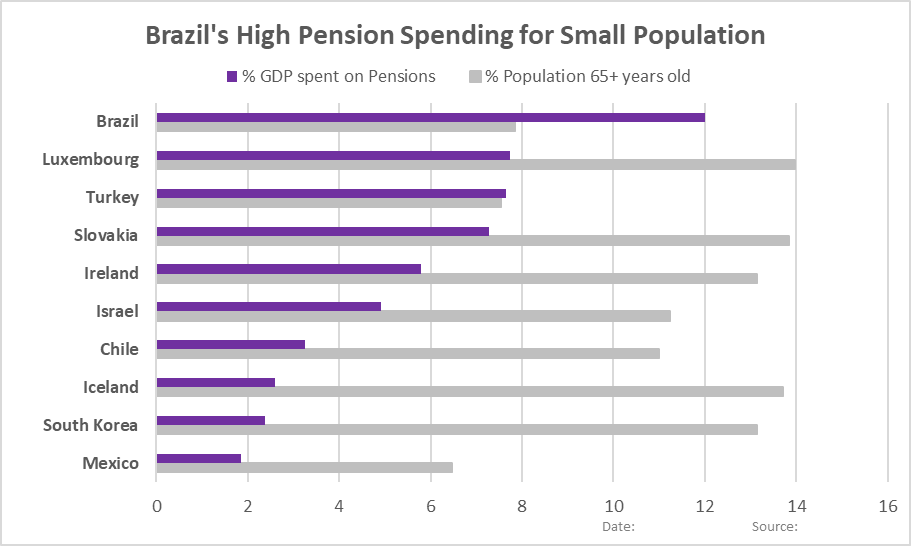 Brazil's High Pension Spending for Small Population
% GDP spent on Pensions % Population 65+ years old
Brazil
Luxembourg
Turkey
Slovakia
Ireland
Israel
Chile
Iceland
South Korea
Mexico
0 2 4 6 8 10 12 14 16
Date: Source: